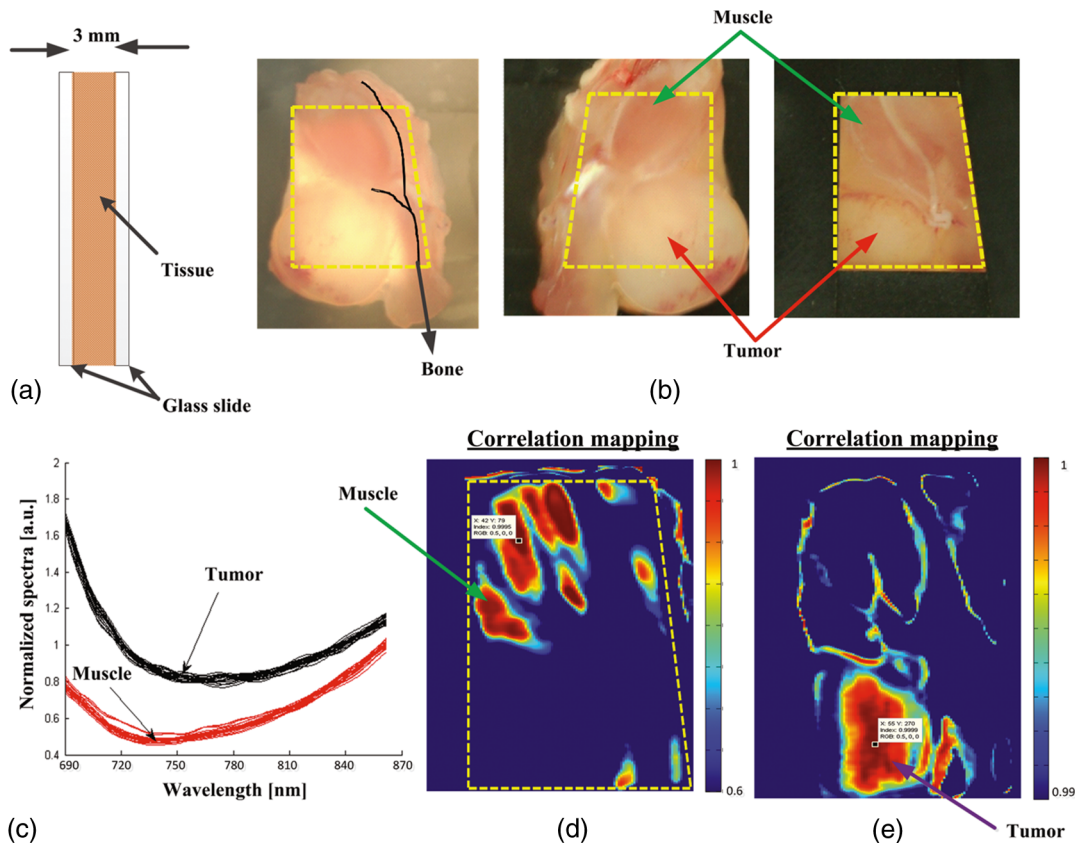 3 mm
Tissue
Glass slide
(a)
Muscle
Bone
Tumor
(b)
Normalized spectra [a.u.]
2
1.8
1.6
1.4
1.2
1
0.8
0.6
0.4
Tumor
Muscle
690
720
750
780
810
840
870
Wavelength [nm]
(c)
Correlation mapping
Muscle
X: 42 Y: 79
Index: 0.9995
RGB: 0.5, 0, 0
1
0.6
(d)
Correlation mapping
X: 55 Y: 270
Index: 0.9999
RGB: 0.5, 0, 0
1
0.99
Tumor
(e)